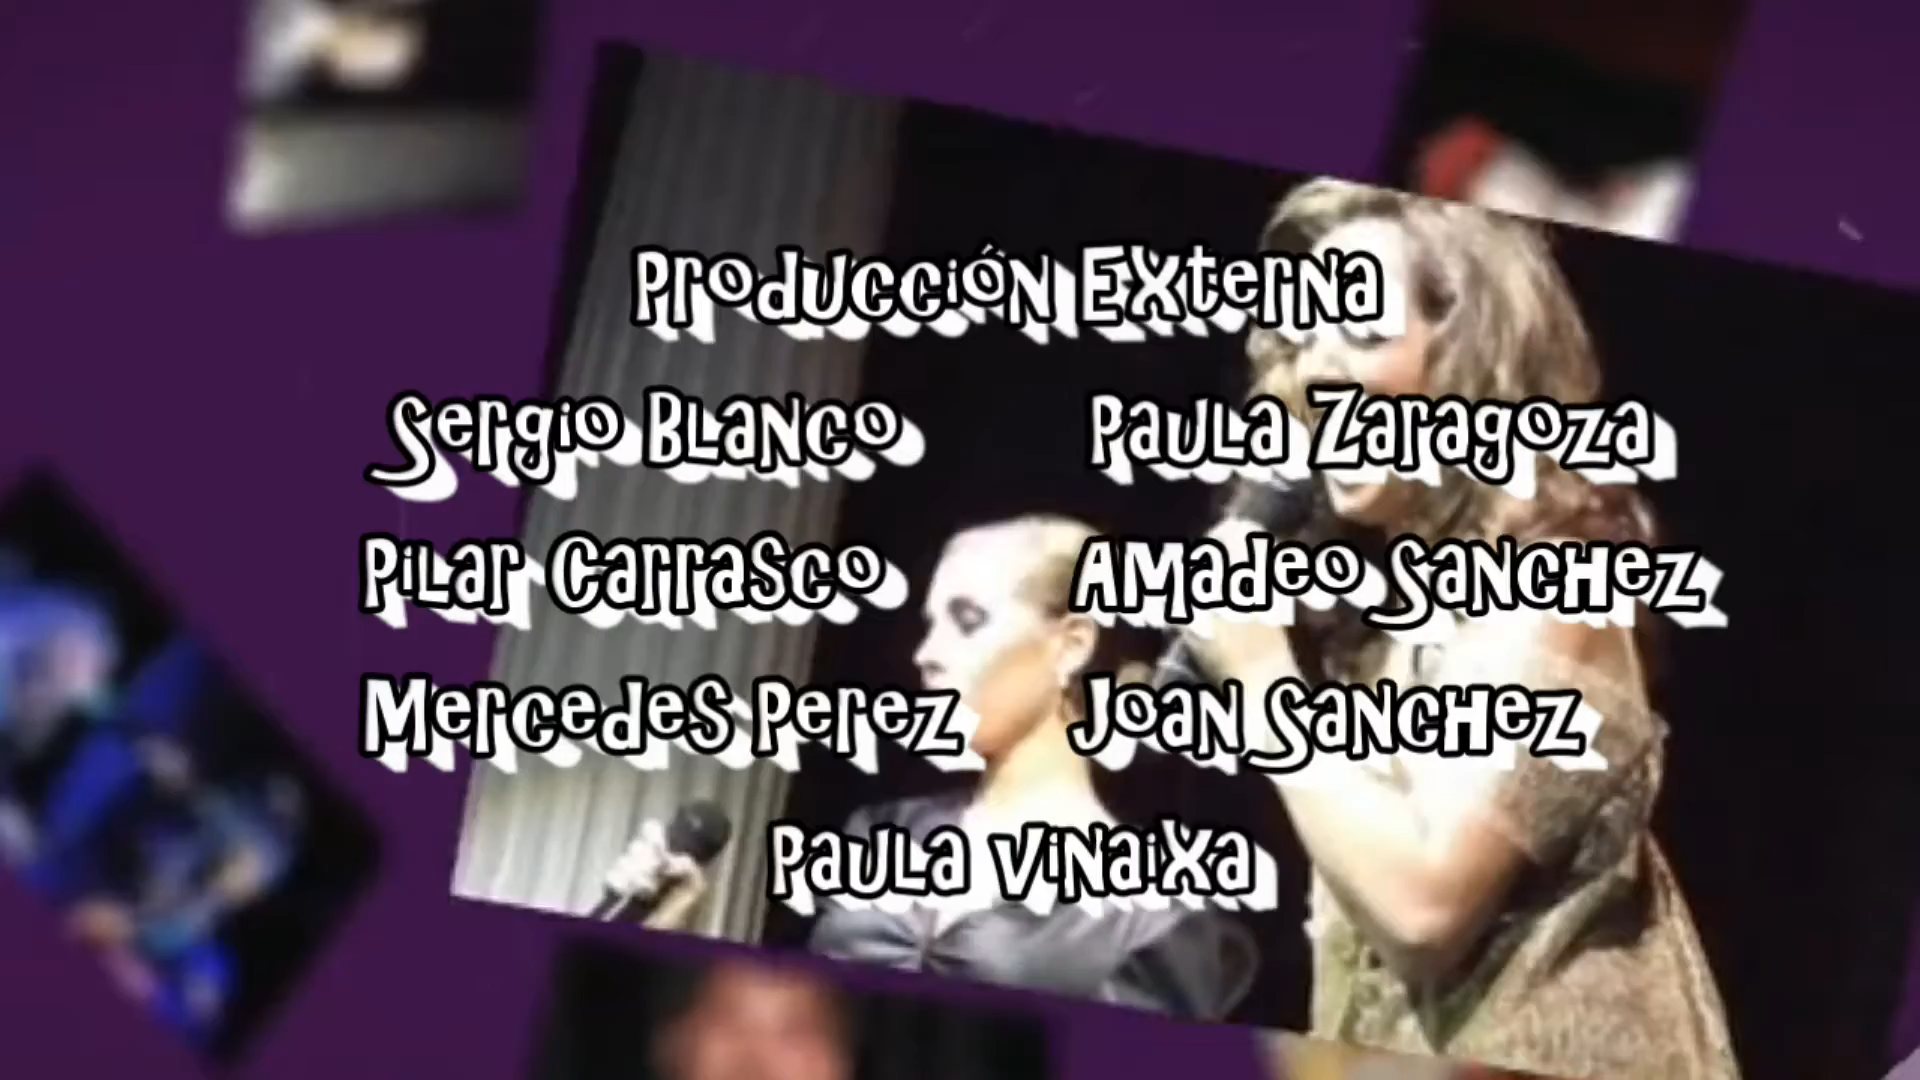 Producción Externa
Sergio Blanco Paula Zaragoza
Pilar Carrasco Amadeo Sanchez
Mercedes Perez Joan Sanchez
Paula Vinaixa